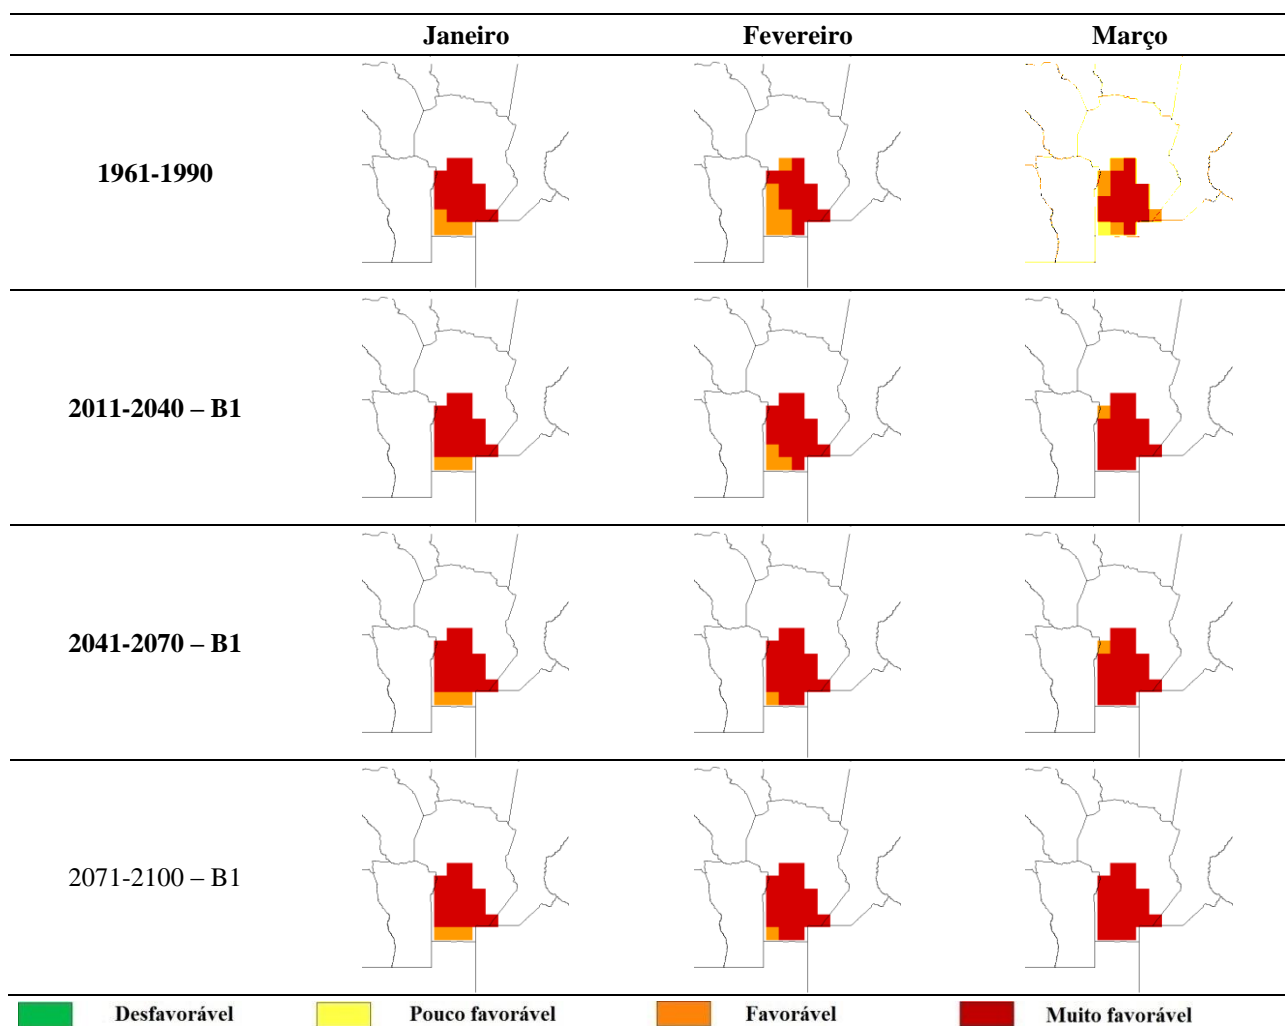 Janeiro Fevereiro Março
1961-1990
2011-2040 – B1
2041-2070 – B1
2071-2100 – B1
Desfavorável Pouco favorável Favorável Muito favorável